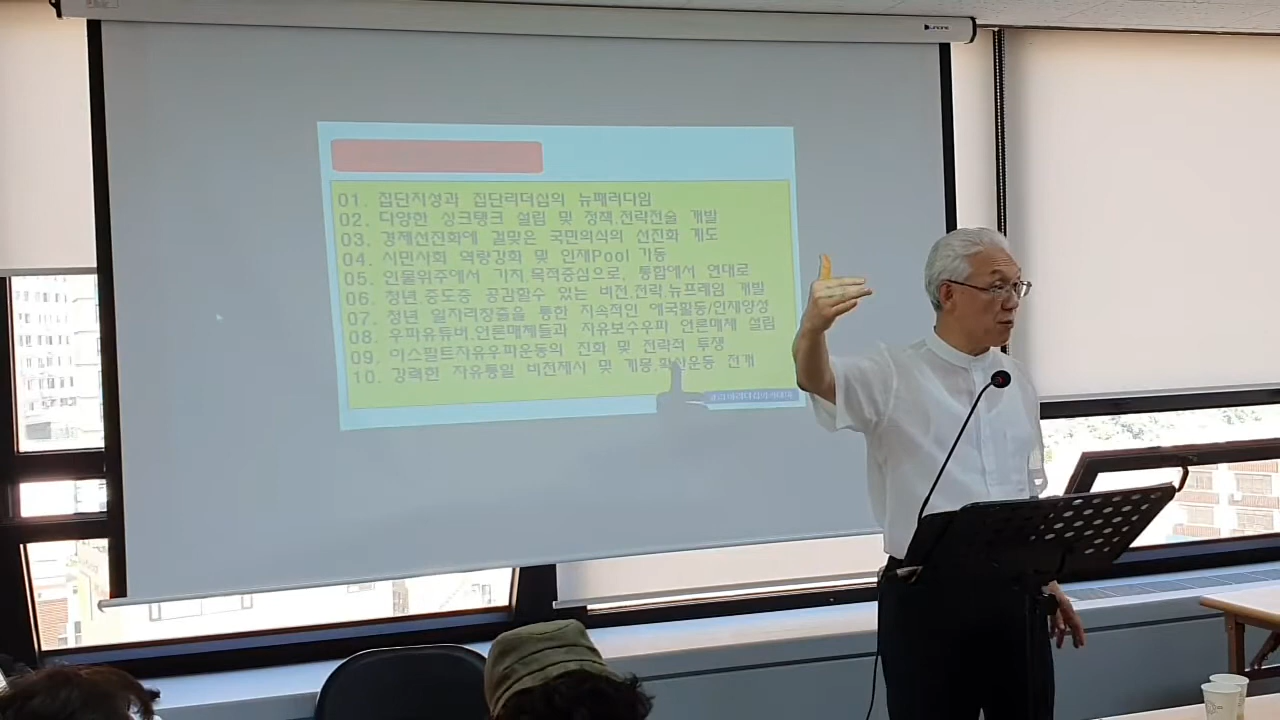 01. 집단지성과 집단리더십의 뉴패러다임
02. 다양한 싱크탱크 설립 및 정책.전략전술 개발
03. 경제선진화에 걸맞은 국민의식의 선진화 계도
04. 시민사회 역량강화 및 인재Pool 가동
05. 인물위주에서 가치.목적중심으로, 통합에서 연대로
06. 청년.중도층 공감할수 있는 비전.전략.뉴프레임 개발
07. 청년 일자리창출을 통한 지속적인 애국활동/인재양성
08. 우파유튜버.언론매체들과 자유보수우파 언론매체 설립
09. 이스필트자유우파운동의 진화 및 전략적 투쟁
10. 강력한 자유통일 비전제시 및 계몽.확산운동 전개